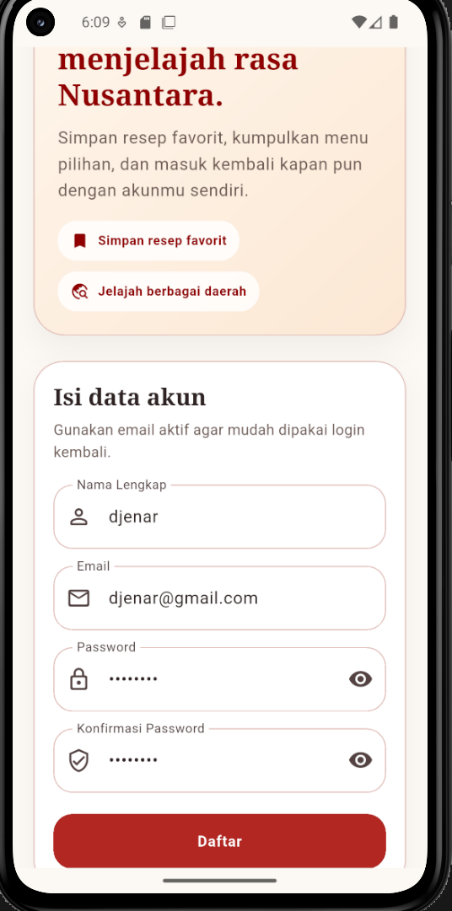 6:09
menjelajah rasa
Nusantara.
Simpan resep favorit, kumpulkan menu
pilihan, dan masuk kembali kapan pun
dengan akunmu sendiri.
Simpan resep favorit
Jelajah berbagai daerah
Isi data akun
Gunakan email aktif agar mudah dipakai login
kembali.
Nama Lengkap
djenar
Email
djenar@gmail.com
Password
••••••••
Konfirmasi Password
••••••••
Daftar